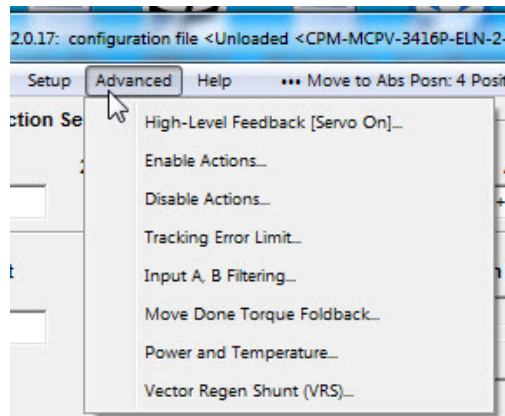 2.0.17: configuration file <Unloaded <CPM-MCPV-3416P-ELN-2-
Setup Advanced Help ••• Move to Abs Posn: 4 Posit
ction Se
High-Level Feedback [Servo On]...
Enable Actions...
Disable Actions...
Tracking Error Limit...
Input A, B Filtering...
Move Done Torque Foldback...
Power and Temperature...
Vector Regen Shunt (VRS)...